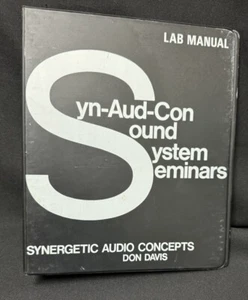 LAB MANUAL
Syn-Aud-Con
Sound
System
Seminars
SYNERGETIC AUDIO CONCEPTS
DON DAVIS